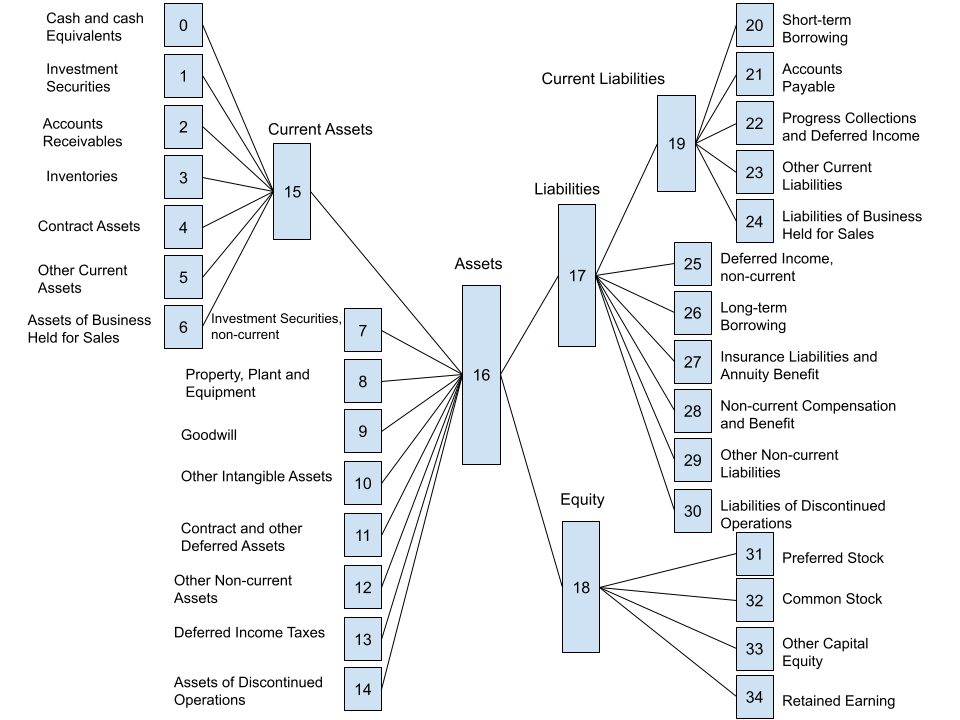 Cash and cash
Equivalents
0
Investment
Securities
1
Accounts
Receivables
2
Inventories
3
Contract Assets
4
Other Current
Assets
5
Assets of Business
Held for Sales
6
Current Assets
15
Investment Securities,
non-current
7
Property, Plant and
Equipment
8
Goodwill
9
Other Intangible Assets
10
Contract and other
Deferred Assets
11
Other Non-current
Assets
12
Deferred Income Taxes
13
Assets of Discontinued
Operations
14
Assets
16
Liabilities
17
Equity
18
Current Liabilities
19
20
Short-term
Borrowing
21
Accounts
Payable
22
Progress Collections
and Deferred Income
23
Other Current
Liabilities
24
Liabilities of Business
Held for Sales
25
Deferred Income,
non-current
26
Long-term
Borrowing
27
Insurance Liabilities and
Annuity Benefit
28
Non-current Compensation
and Benefit
29
Other Non-current
Liabilities
30
Liabilities of Discontinued
Operations
31
Preferred Stock
32
Common Stock
33
Other Capital
Equity
34
Retained Earning